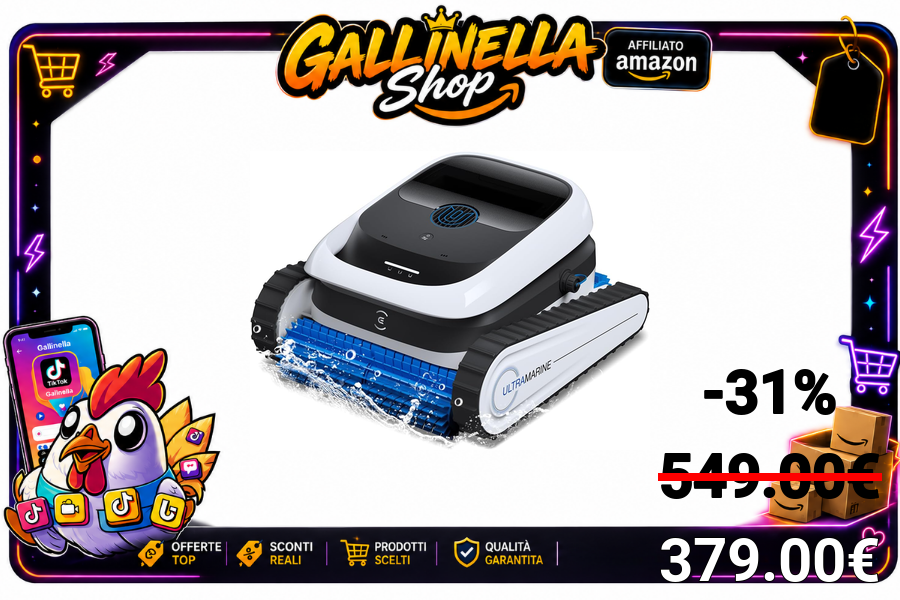 GALLINELLA
Shop
AFFILIATO
amazon
Gallinella
TikTok
Gallinella
ULTRAMARINE
-31%
549.00€
379.00€
OFFERTE
TOP
SCONTI
REALI
PRODOTTI
SCELTI
QUALITÀ
GARANTITA